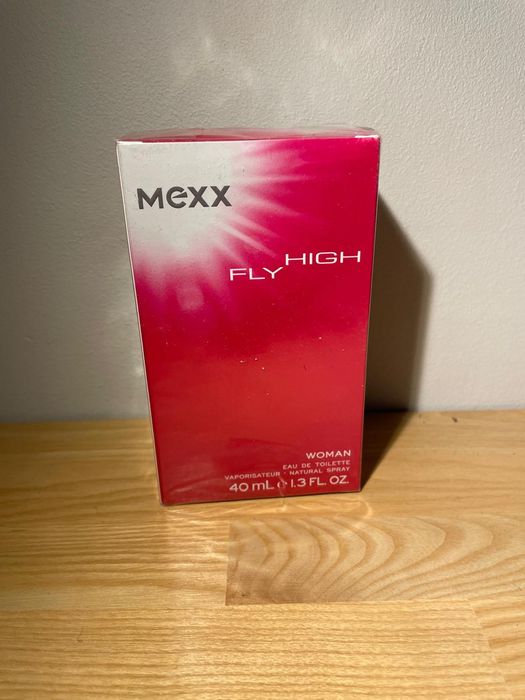 Mexx
FLY HIGH
WOMAN
EAU DE TOILETTE
VAPORISATEUR · NATURAL SPRAY
40 mL ℮ 1.3 FL. OZ.